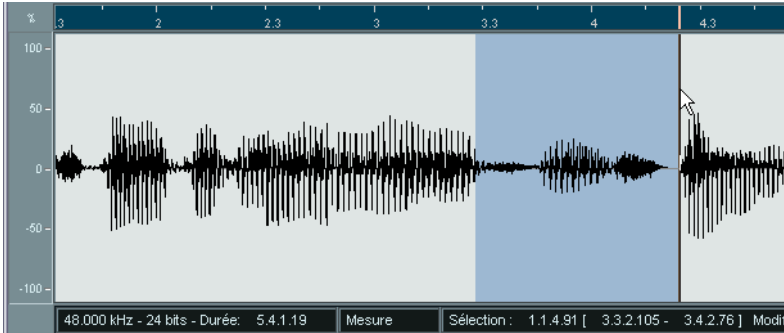 % .3 2 2.3 3 3.3 4 4.3
100
50
0
-50
-100
48.000 kHz - 24 bits - Durée: 5.4.1.19 Mesure Sélection : 1.1.4.91 [ 3.3.2.105 - 3.4.2.76 ] Modi